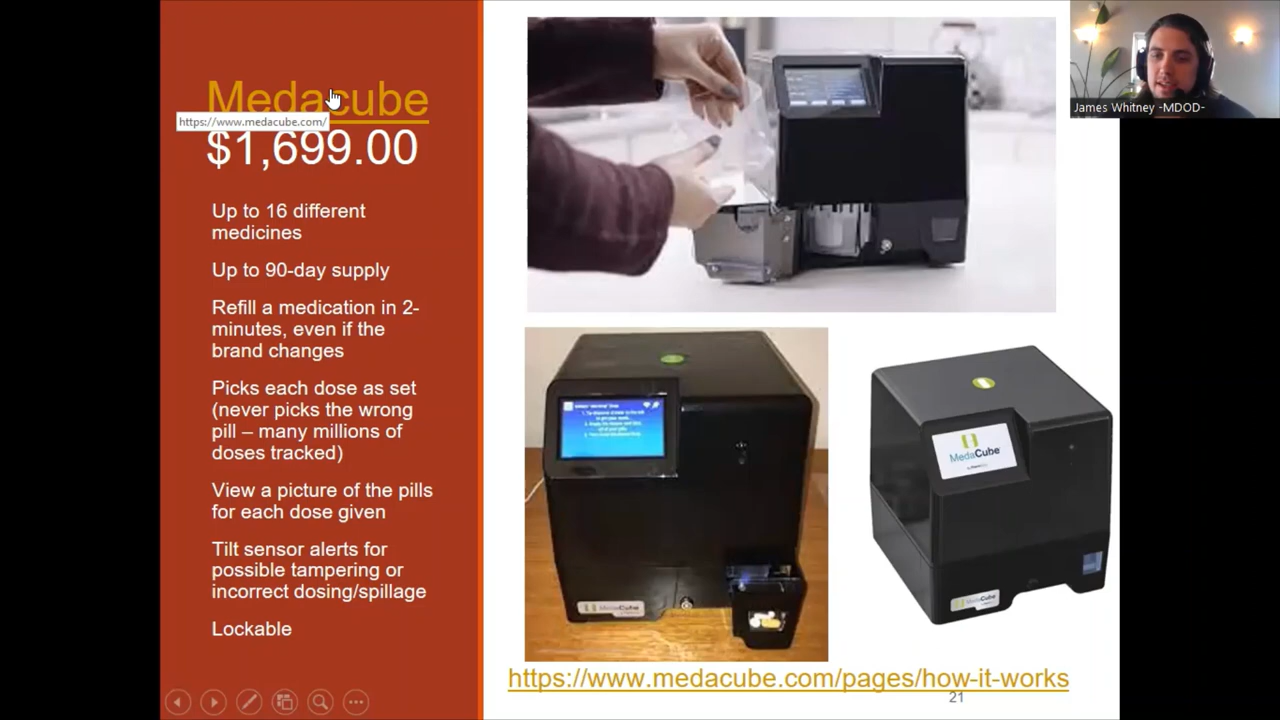 Medacube
https://www.medacube.com/
$1,699.00
Up to 16 different
medicines
Up to 90-day supply
Refill a medication in 2-
minutes, even if the
brand changes
Picks each dose as set
(never picks the wrong
pill – many millions of
doses tracked)
View a picture of the pills
for each dose given
Tilt sensor alerts for
possible tampering or
incorrect dosing/spillage
Lockable
James Whitney -MDOD-
MedaCube
MedaCube
MedaCube
https://www.medacube.com/pages/how-it-works
21